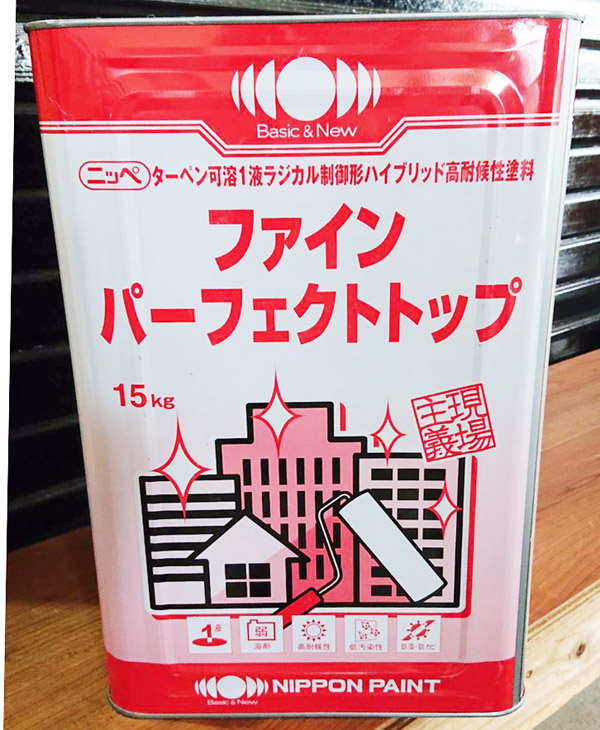 Basic & New
ニッペ ターペン可溶1液ラジカル制御形ハイブリッド高耐候性塗料
ファイン
パーフェクトトップ
15kg
現場
主義
1液
弱
溶剤
高耐候性
低汚染性
防藻・防カビ
NIPPON PAINT
Basic & New